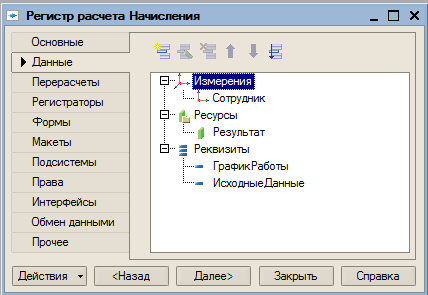 Регистр расчета Начисления
Основные
Данные
Перерасчеты
Регистраторы
Формы
Макеты
Подсистемы
Права
Интерфейсы
Обмен данными
Прочее
Измерения
Сотрудник
Ресурсы
Результат
Реквизиты
ГрафикРаботы
ИсходныеДанные
Действия
<Назад
Далее>
Закрыть
Справка